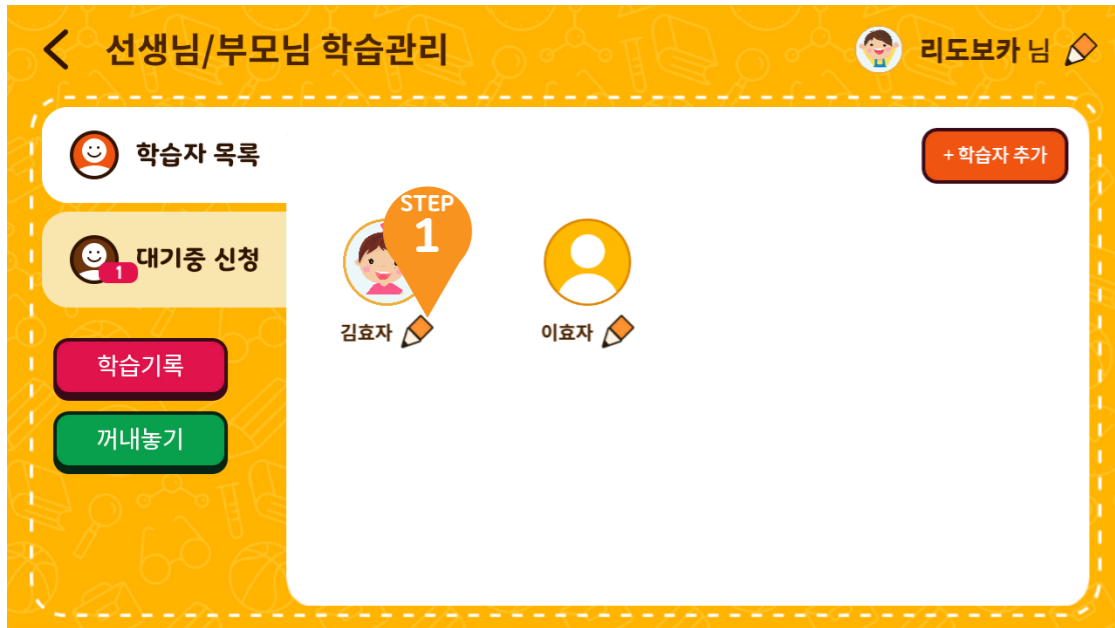 선생님/부모님 학습관리
리도보카 님
학습자 목록
+ 학습자 추가
STEP
1
대기중 신청
1
김효자
이효자
학습기록
꺼내놓기